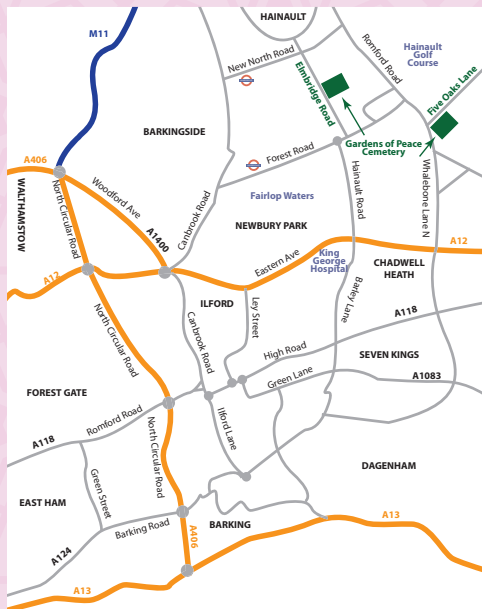 HAINAULT
M11
New North Road
Romford Road
Hainault
Golf
Course
Elmbridge Road
Five Oaks Lane
BARKINGSIDE
Gardens of Peace
Cemetery
Forest Road
A406
WALTHAMSTOW
North Circular Road
Woodford Ave
A1400
Canbrook Road
Fairlop Waters
Hainault Road
Whalebone Lane N
NEWBURY PARK
A12
King
George
Hospital
CHADWELL
HEATH
Eastern Ave
A12
ILFORD
Ley Street
Barley Lane
North Circular Road
Canbrook Road
A118
High Road
SEVEN KINGS
Green Lane
A1083
FOREST GATE
Romford Road
Ilford Lane
A118
North Circular Road
Green Street
DAGENHAM
EAST HAM
Barking Road
BARKING
A13
A406
A124
A13